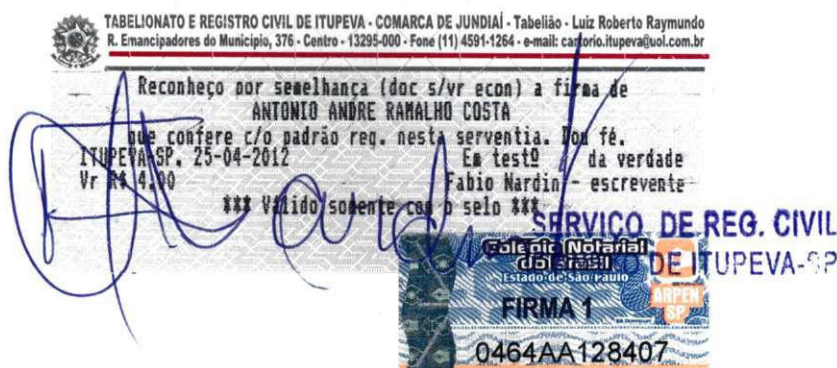 TABELIONATO E REGISTRO CIVIL DE ITUPEVA - COMARCA DE JUNDIAÍ - Tabelião - Luiz Roberto Raymundo
R. Emancipadores do Município, 376 - Centro - 13295-000 - Fone (11) 4591-1264 - e-mail: cartorio.itupeva@uol.com.br
Reconheço por semelhança (doc s/vr econ) a firma de
ANTONIO ANDRE RAMALHO COSTA
que confere c/o padrão reg. nesta serventia. Dou fé.
ITUPEVA-SP, 25-04-2012 Em testº da verdade
Vr R$ 4,00 Fabio Nardini - escrevente
*** Válido somente com o selo ***
SERVIÇO DE REG. CIVIL
DE ITUPEVA-SP
Colegio Notarial
do Brasil
Estado de São Paulo
ARPEN
SP
FIRMA 1
0464AA128407